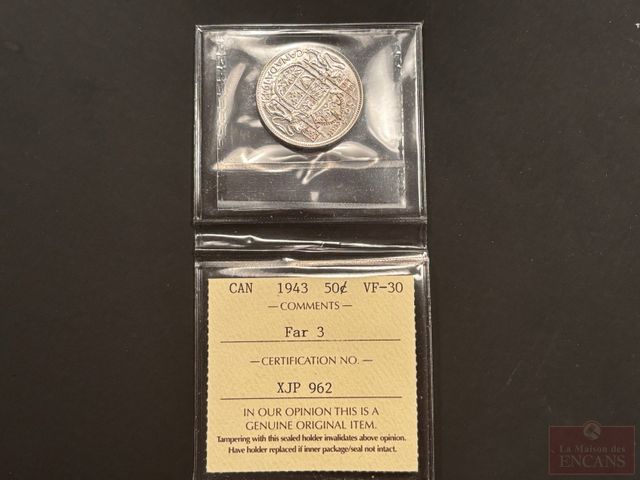 CANADA
CAN 1943 50¢ VF-30
— COMMENTS —
Far 3
— CERTIFICATION NO. —
XJP 962
IN OUR OPINION THIS IS A
GENUINE ORIGINAL ITEM.
Tampering with this sealed holder invalidates above opinion.
Have holder replaced if inner package/seal not intact.
La Maison des
ENCANS